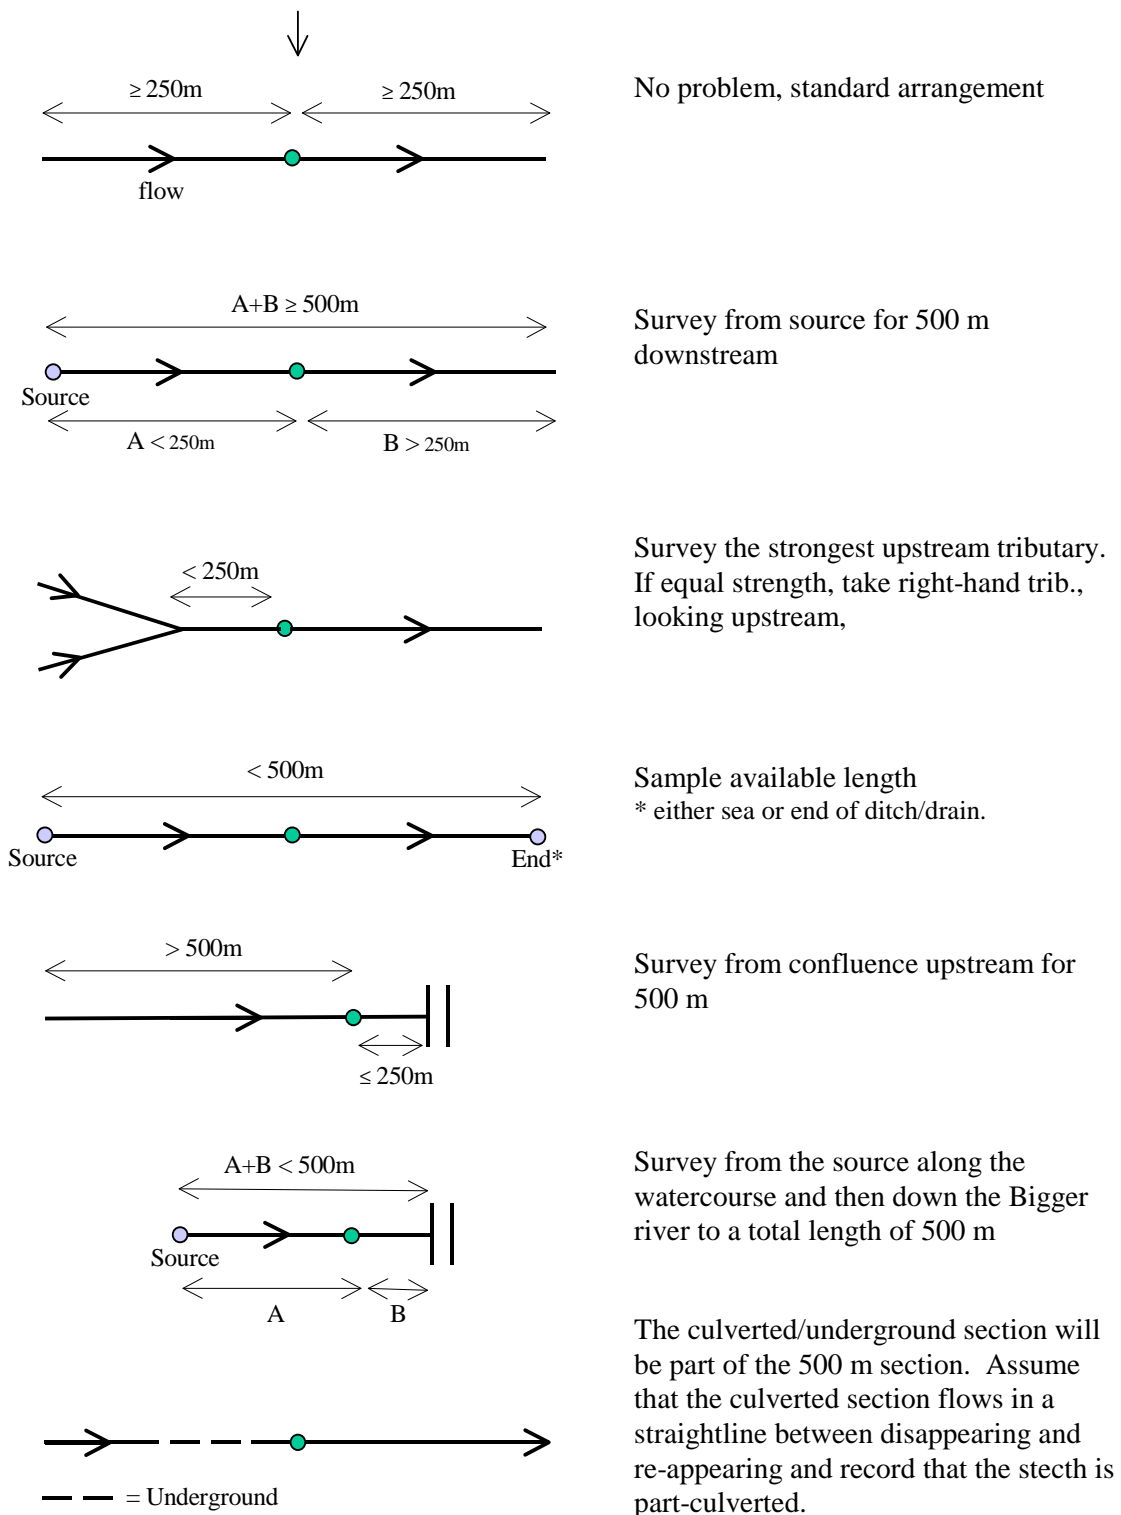 ≥ 250m
≥ 250m
No problem, standard arrangement
flow
A+B ≥ 500m
Survey from source for 500 m
downstream
Source
A < 250m
B > 250m
Survey the strongest upstream tributary.
If equal strength, take right-hand trib.,
looking upstream,
< 250m
< 500m
Sample available length
* either sea or end of ditch/drain.
Source
End*
> 500m
Survey from confluence upstream for
500 m
≤ 250m
A+B < 500m
Survey from the source along the
watercourse and then down the Bigger
river to a total length of 500 m
Source
A
B
The culverted/underground section will
be part of the 500 m section. Assume
that the culverted section flows in a
straightline between disappearing and
re-appearing and record that the stecth is
part-culverted.
= Underground